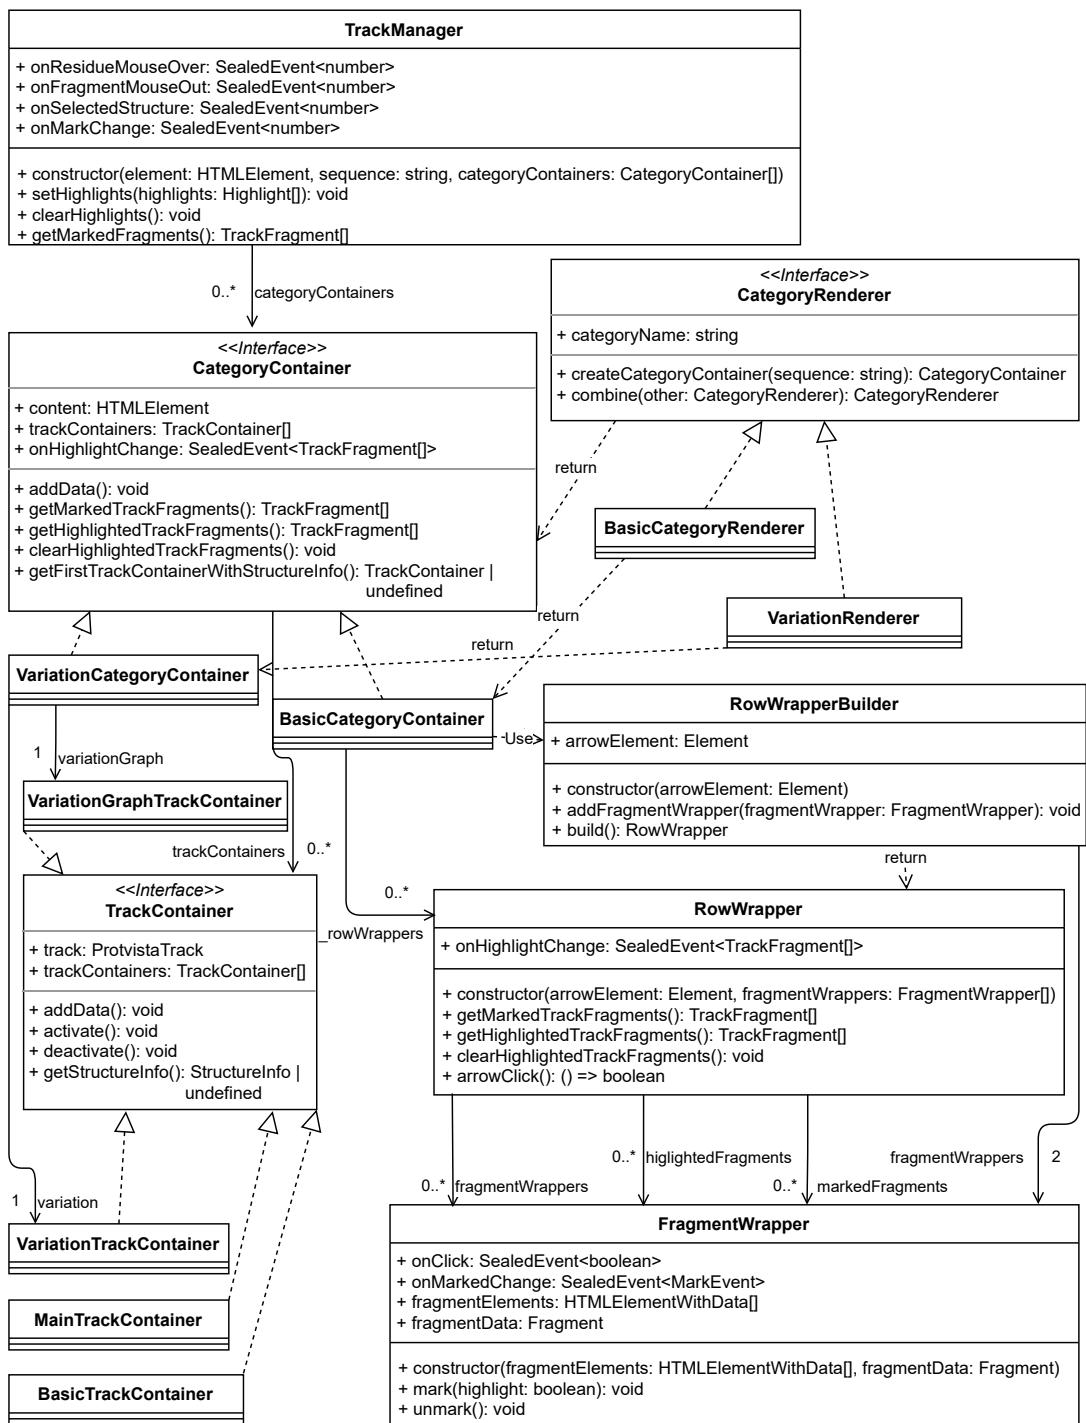 TrackManager
+ onResidueMouseOver: SealedEvent<number>
+ onFragmentMouseOut: SealedEvent<number>
+ onSelectedStructure: SealedEvent<number>
+ onMarkChange: SealedEvent<number>
+ constructor(element: HTMLElement, sequence: string, categoryContainers: CategoryContainer[])
+ setHighlights(highlights: Highlight[]): void
+ clearHighlights(): void
+ getMarkedFragments(): TrackFragment[]
0..* categoryContainers
<<Interface>>
CategoryRenderer
+ categoryName: string
+ createCategoryContainer(sequence: string): CategoryContainer
+ combine(other: CategoryRenderer): CategoryRenderer
<<Interface>>
CategoryContainer
+ content: HTMLElement
+ trackContainers: TrackContainer[]
+ onHighlightChange: SealedEvent<TrackFragment[]>
+ addData(): void
+ getMarkedTrackFragments(): TrackFragment[]
+ getHighlightedTrackFragments(): TrackFragment[]
+ clearHighlightedTrackFragments(): void
+ getFirstTrackContainerWithStructureInfo(): TrackContainer |
undefined
return
BasicCategoryRenderer
return
VariationRenderer
return
VariationCategoryContainer
BasicCategoryContainer
Use
RowWrapperBuilder
+ arrowElement: Element
+ constructor(arrowElement: Element)
+ addFragmentWrapper(fragmentWrapper: FragmentWrapper): void
+ build(): RowWrapper
1 variationGraph
VariationGraphTrackContainer
trackContainers 0..*
return
<<Interface>>
TrackContainer
+ track: ProtvistaTrack
+ trackContainers: TrackContainer[]
+ addData(): void
+ activate(): void
+ deactivate(): void
+ getStructureInfo(): StructureInfo |
undefined
0..*
_rowWrappers
RowWrapper
+ onHighlightChange: SealedEvent<TrackFragment[]>
+ constructor(arrowElement: Element, fragmentWrappers: FragmentWrapper[])
+ getMarkedTrackFragments(): TrackFragment[]
+ getHighlightedTrackFragments(): TrackFragment[]
+ clearHighlightedTrackFragments(): void
+ arrowClick(): () => boolean
0..* fragmentWrappers
0..* higlightedFragments
0..* markedFragments
fragmentWrappers 2
1 variation
VariationTrackContainer
MainTrackContainer
BasicTrackContainer
FragmentWrapper
+ onClick: SealedEvent<boolean>
+ onMarkedChange: SealedEvent<MarkEvent>
+ fragmentElements: HTMLElementWithData[]
+ fragmentData: Fragment
+ constructor(fragmentElements: HTMLElementWithData[], fragmentData: Fragment)
+ mark(highlight: boolean): void
+ unmark(): void